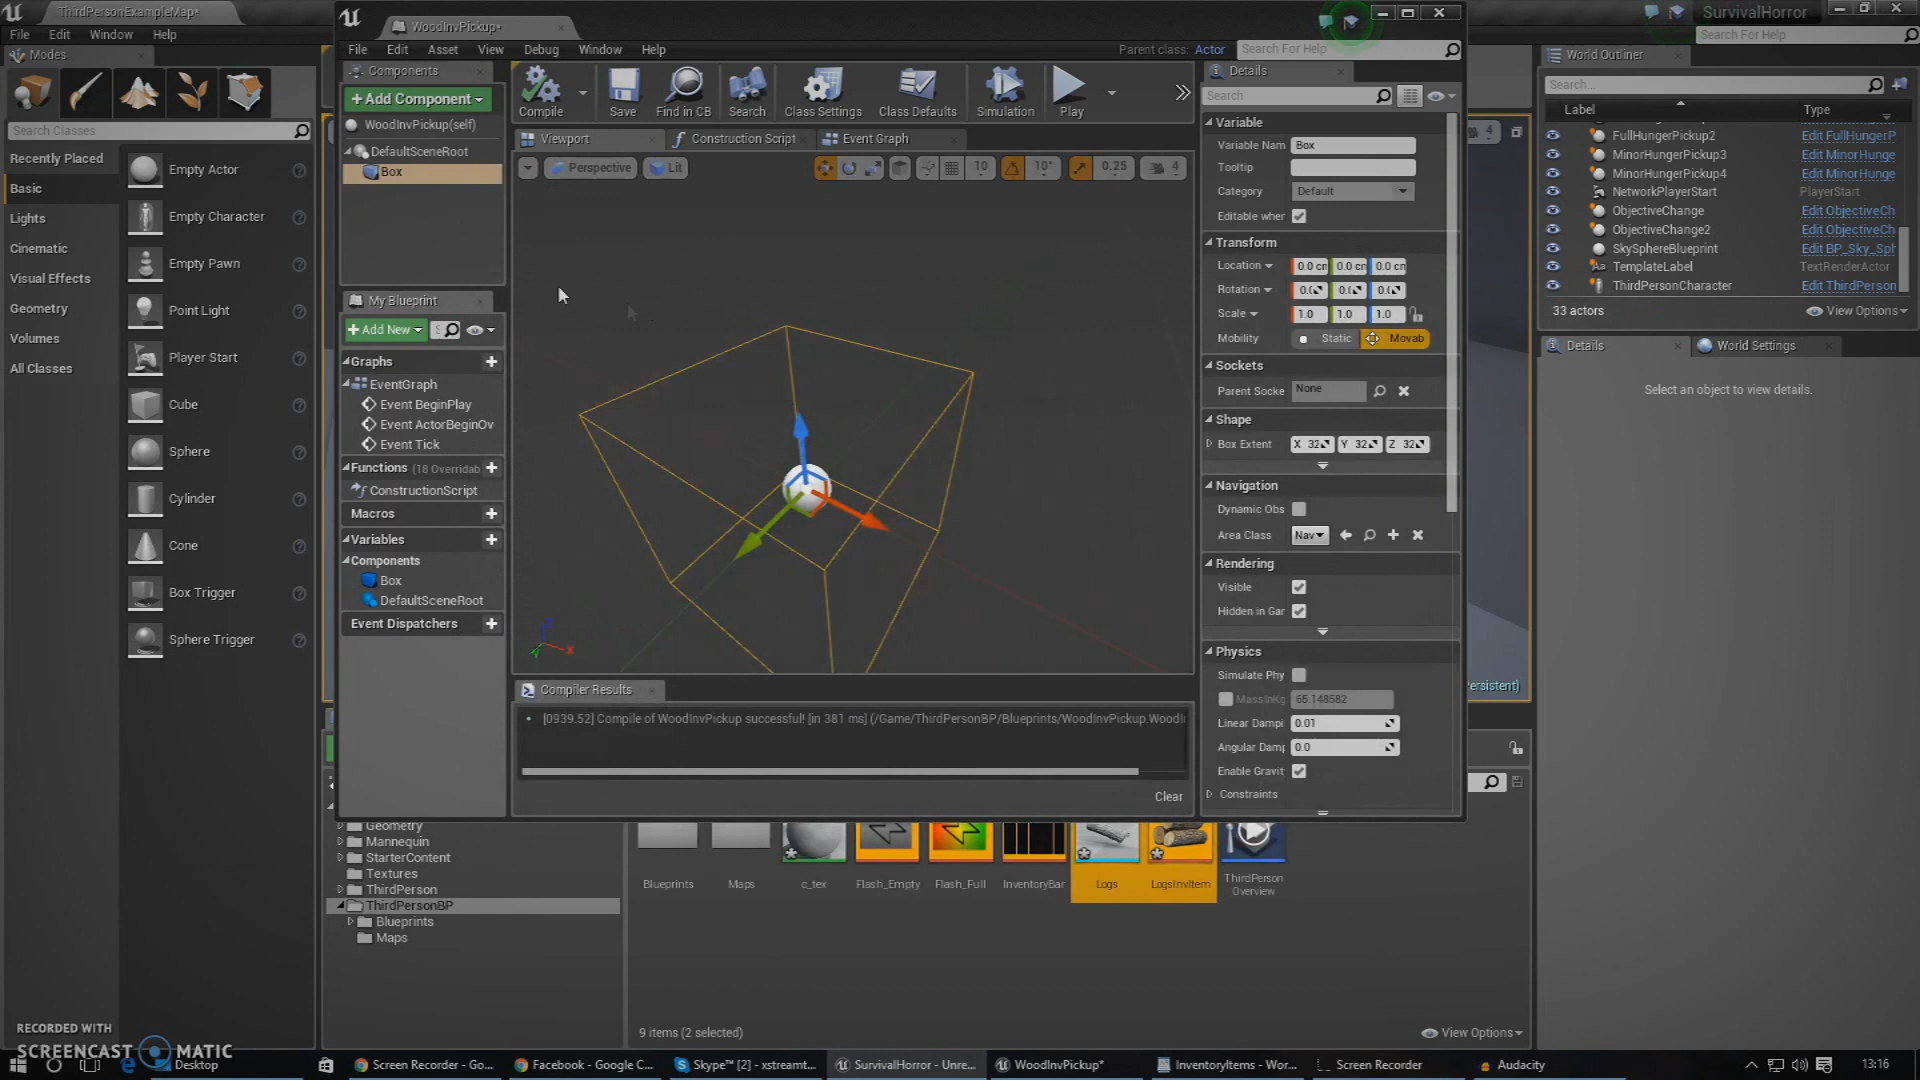 ThirdPersonExampleMap*
File Edit Window Help
Modes
Search Classes
Recently Placed
Basic
Lights
Cinematic
Visual Effects
Geometry
Volumes
All Classes
Empty Actor
Empty Character
Empty Pawn
Point Light
Player Start
Cube
Sphere
Cylinder
Cone
Box Trigger
Sphere Trigger
WoodInvPickup*
File Edit Asset View Debug Window Help
Parent class: Actor
Search For Help
Components
+ Add Component
WoodInvPickup(self)
DefaultSceneRoot
Box
My Blueprint
+ Add New
Graphs
EventGraph
Event BeginPlay
Event ActorBeginOv
Event Tick
Functions (18 Overridab
ConstructionScript
Macros
Variables
Components
Box
DefaultSceneRoot
Event Dispatchers
Compile
Save
Find in CB
Search
Class Settings
Class Defaults
Simulation
Play
Viewport
Construction Script
Event Graph
Perspective
Lit
10
10°
0.25
4
Compiler Results
[0939.52] Compile of WoodInvPickup successful! [in 381 ms] (/Game/ThirdPersonBP/Blueprints/WoodInvPickup.WoodI
Clear
Details
Search
Variable
Variable Nam Box
Tooltip
Category Default
Editable wher
Transform
Location 0.0 cm 0.0 cm 0.0 cm
Rotation
Scale 1.0 1.0 1.0
Mobility Static Movab
Sockets
Parent Socke None
Shape
Box Extent X 32 Y 32 Z 32
Navigation
Dynamic Obs
Area Class Nav
Rendering
Visible
Hidden in Gar
Physics
Simulate Phy
MassInKg 65.148582
Linear Dampi 0.01
Angular Damp 0.0
Enable Gravit
Constraints
SurvivalHorror
Search For Help
World Outliner
Search...
Label Type
FullHungerPickup2 Edit FullHungerP
MinorHungerPickup3 Edit MinorHunge
MinorHungerPickup4 Edit MinorHunge
NetworkPlayerStart PlayerStart
ObjectiveChange Edit ObjectiveCh
ObjectiveChange2 Edit ObjectiveCh
SkySphereBlueprint Edit BP_Sky_Sph
TemplateLabel TextRenderActor
ThirdPersonCharacter Edit ThirdPerson
33 actors
View Options
Details
World Settings
Select an object to view details.
4
ersistent)
Geometry
Mannequin
StarterContent
Textures
ThirdPerson
ThirdPersonBP
Blueprints
Maps
Blueprints
Maps
c_tex
Flash_Empty
Flash_Full
InventoryBar
Logs
LogsInvItem
ThirdPerson
Overview
9 items (2 selected)
View Options
RECORDED WITH
SCREENCAST MATIC
Desktop
Screen Recorder - Go...
Facebook - Google C...
Skype™ [2] - xstreamt...
SurvivalHorror - Unre...
WoodInvPickup*
InventoryItems - Wor...
Screen Recorder
Audacity
13:16